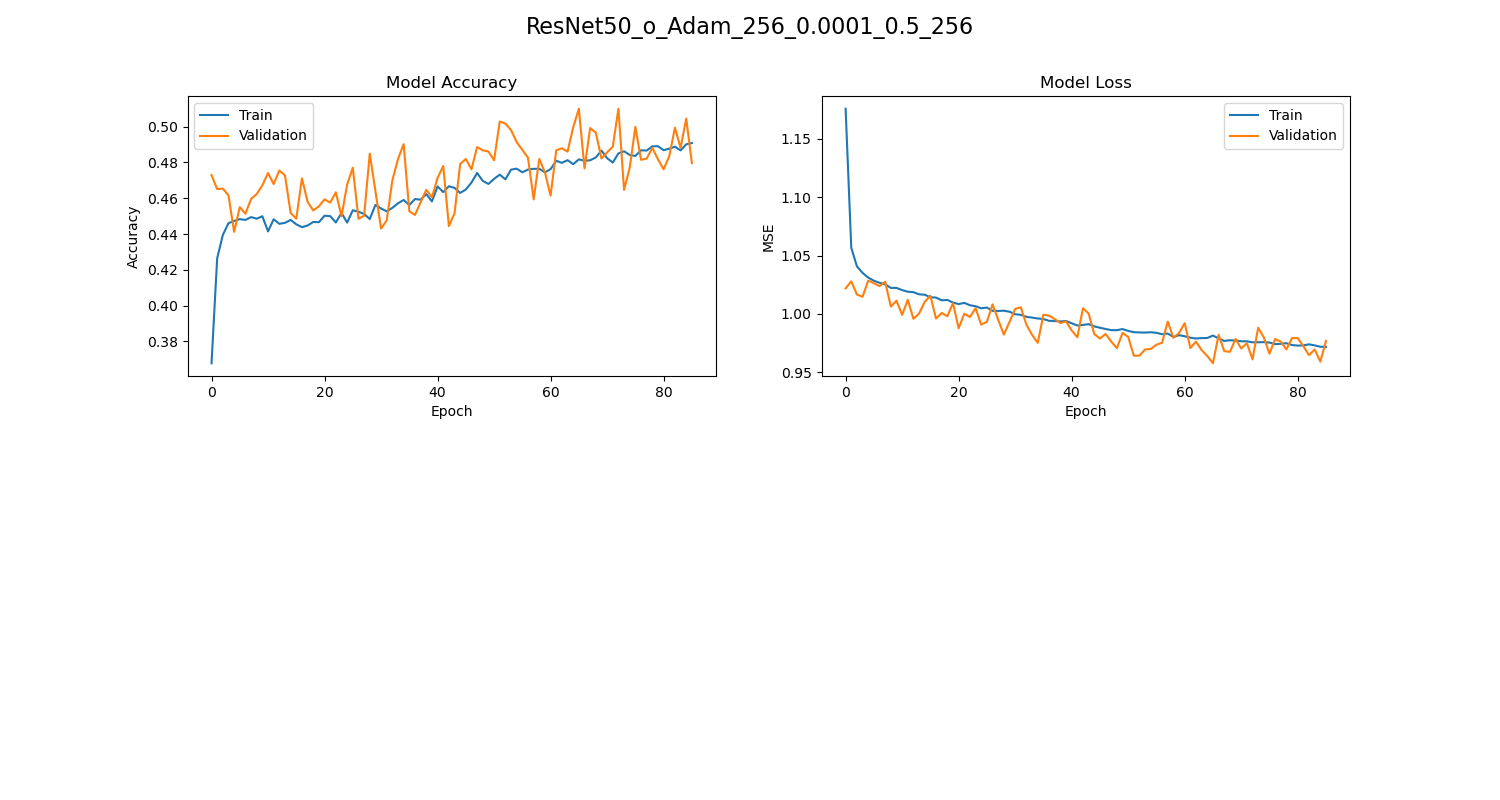 ResNet50_o_Adam_256_0.0001_0.5_256
Model Accuracy
Train
Validation
0.50
0.48
0.46
0.44
0.42
0.40
0.38
Accuracy
0
20
40
60
80
Epoch
Model Loss
Train
Validation
1.15
1.10
1.05
1.00
0.95
MSE
0
20
40
60
80
Epoch